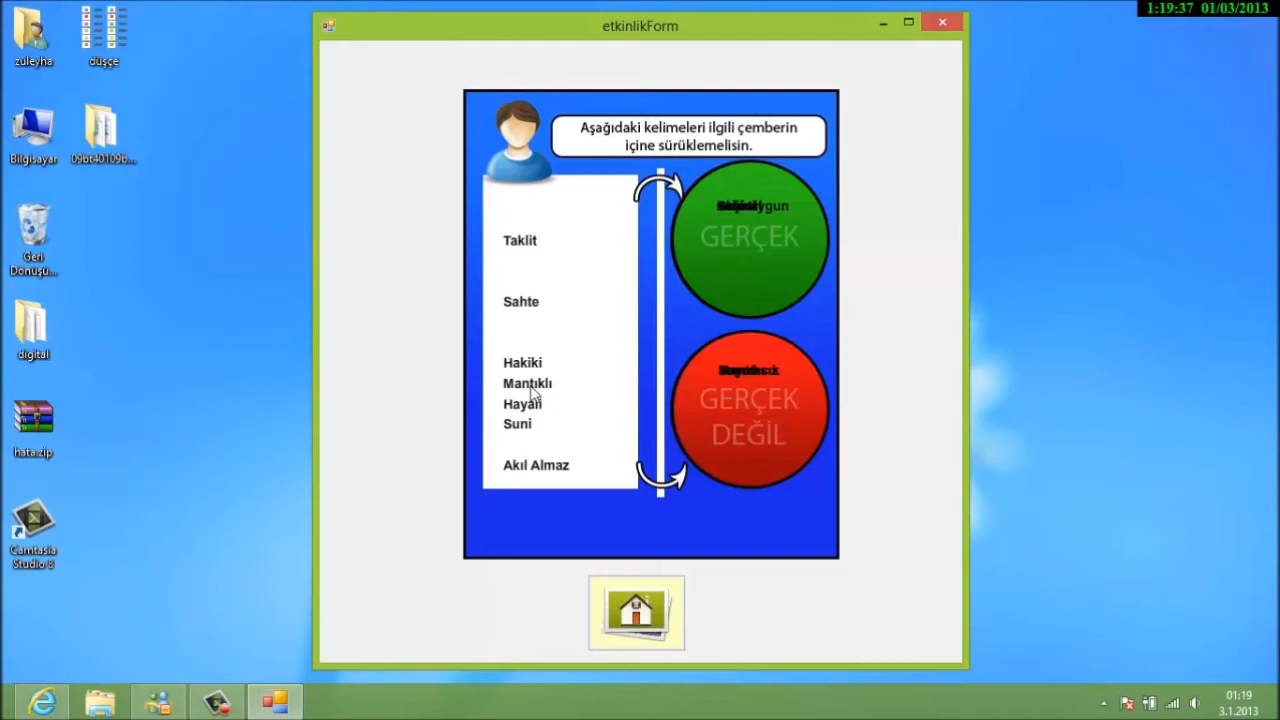 1:19:37 01/03/2013
etkinlikForm
zuleyha
düşçe
Bilgisayar
09bt40109b...
Geri
Dönüşü...
digital
hata.zip
Camtasia
Studio 8
Aşağıdaki kelimeleri ilgili çemberin
içine sürüklemelisin.
Taklit
Sahte
Hakiki
Mantıklı
Hayali
Suni
Akıl Almaz
GERÇEK
GERÇEK
DEĞİL
01:19
3.1.2013